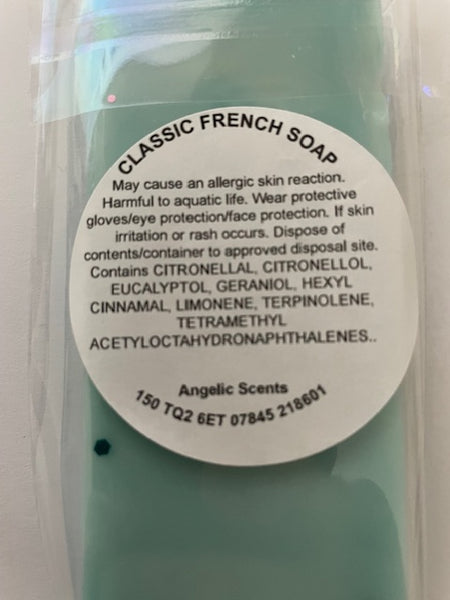 CLASSIC FRENCH SOAP
May cause an allergic skin reaction.
Harmful to aquatic life. Wear protective
gloves/eye protection/face protection. If skin
irritation or rash occurs. Dispose of
contents/container to approved disposal site.
Contains CITRONELLAL, CITRONELLOL,
EUCALYPTOL, GERANIOL, HEXYL
CINNAMAL, LIMONENE, TERPINOLENE,
TETRAMETHYL
ACETYLOCTAHYDRONAPHTHALENES..
Angelic Scents
150 TQ2 6ET 07845 218601